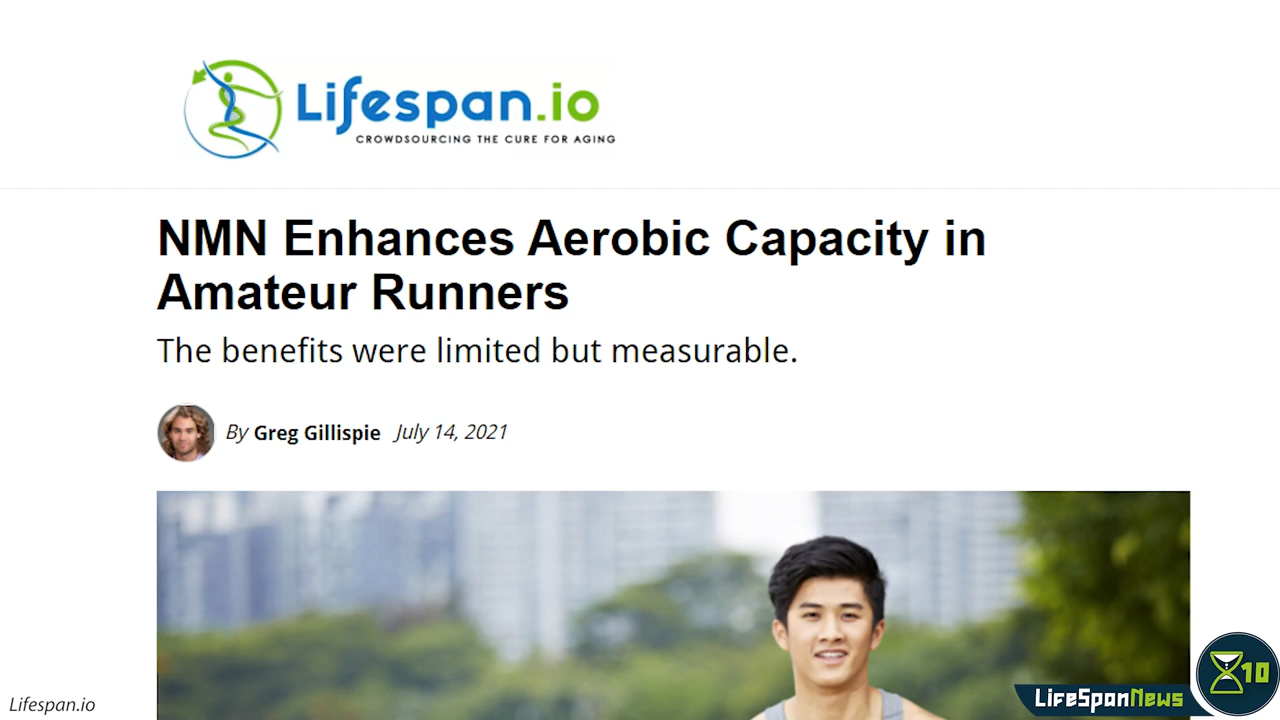 Lifespan.io
CROWDSOURCING THE CURE FOR AGING
NMN Enhances Aerobic Capacity in
Amateur Runners
The benefits were limited but measurable.
By Greg Gillispie July 14, 2021
10
LifeSpanNews
Lifespan.io